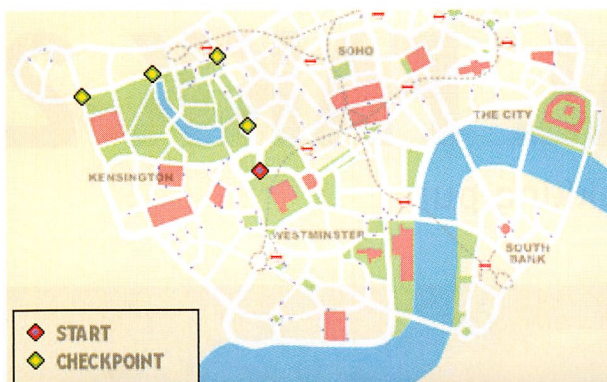 SOHO
THE CITY
KENSINGTON
WESTMINSTER
SOUTH
BANK
START
CHECKPOINT